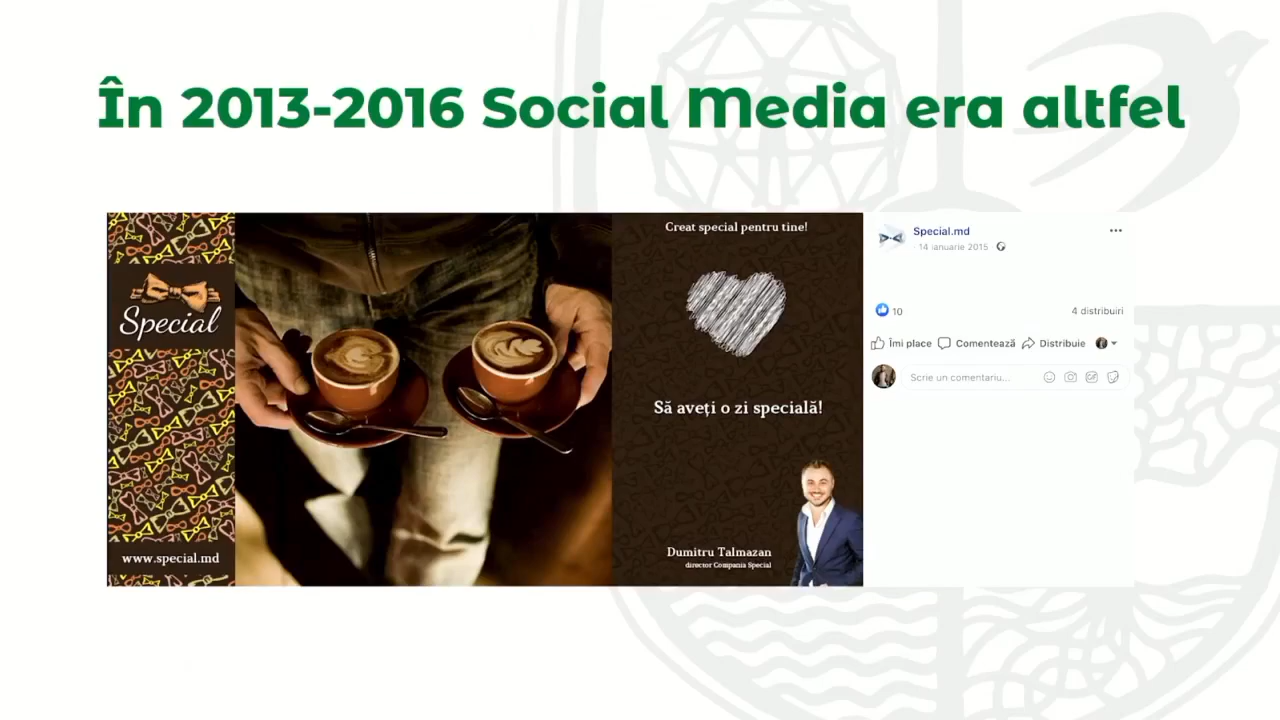 În 2013-2016 Social Media era altfel
Special
www.special.md
Creat special pentru tine!
Să aveți o zi specială!
Dumitru Talmazan
director Compania Special
Special.md
· 14 ianuarie 2015
10
4 distribuiri
Îmi place
Comentează
Distribuie
Scrie un comentariu...